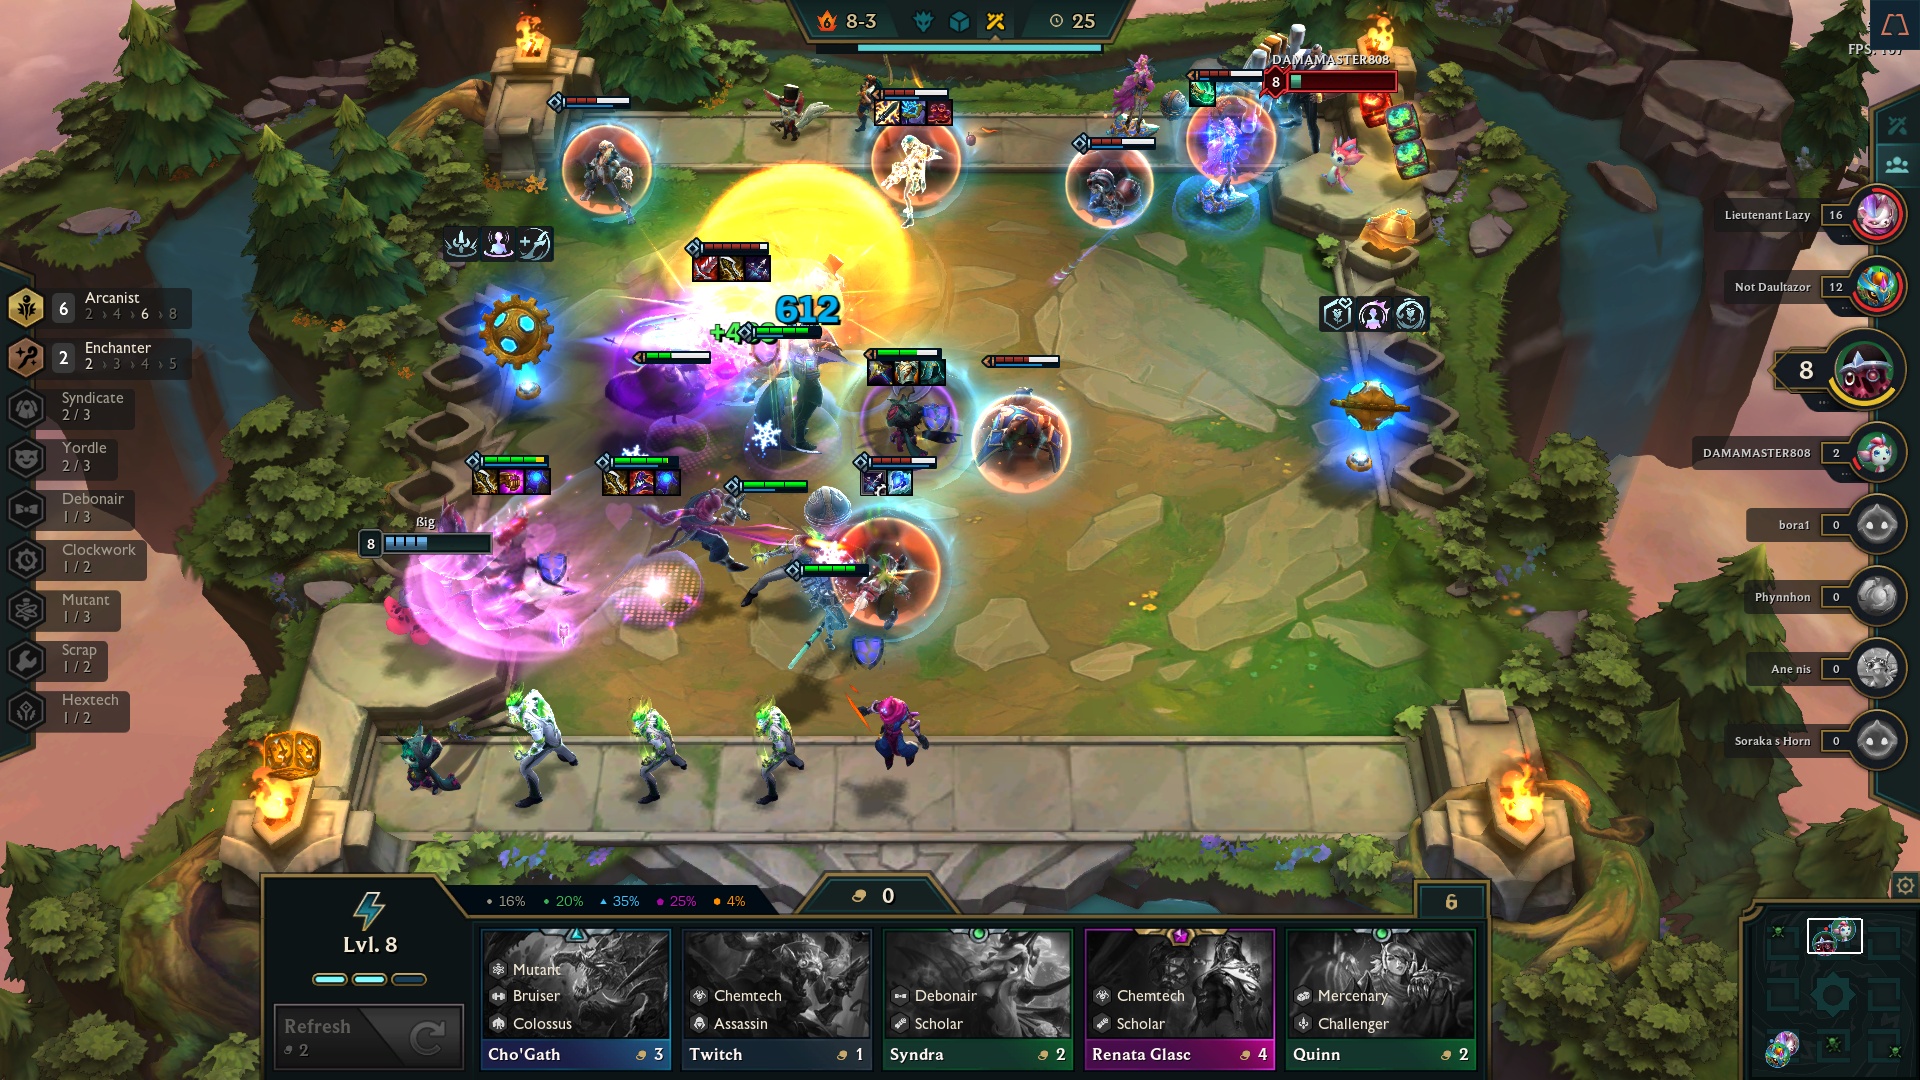 8-3
25
FPS:
DAMAMASTER808
8
Lieutenant Lazy 16
Not Daultazor 12
8
DAMAMASTER808 2
bora1 0
Phynnhon 0
Ane nis 0
Soraka s Horn 0
6 Arcanist
2 › 4 › 6 › 8
2 Enchanter
2 › 3 › 4 › 5
Syndicate
2 / 3
Yordle
2 / 3
Debonair
1 / 3
Clockwork
1 / 2
Mutant
1 / 3
Scrap
1 / 2
Hextech
1 / 2
612
ßig
8
16% 20% 35% 25% 4%
0
6
Lvl. 8
Refresh
2
Mutant
Bruiser
Colossus
Cho'Gath 3
Chemtech
Assassin
Twitch 1
Debonair
Scholar
Syndra 2
Chemtech
Scholar
Renata Glasc 4
Mercenary
Challenger
Quinn 2